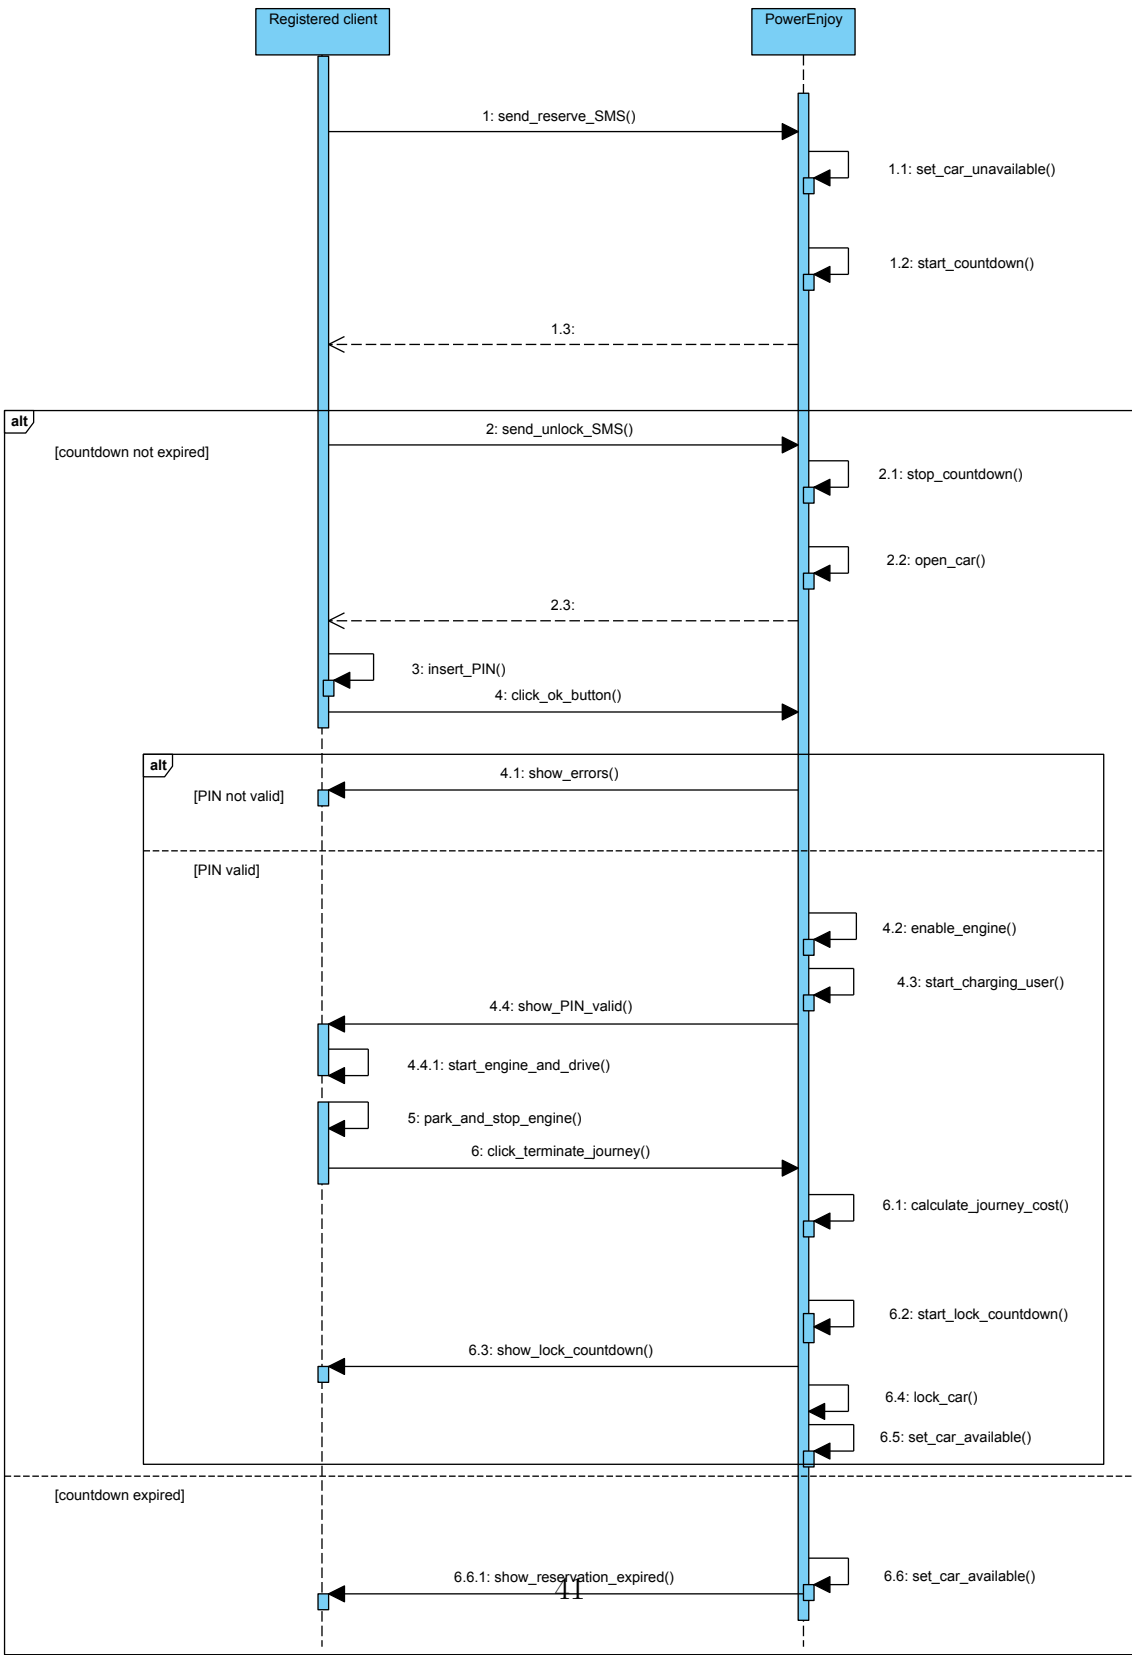 Registered client
PowerEnjoy
1: send_reserve_SMS()
1.1: set_car_unavailable()
1.2: start_countdown()
1.3:
alt
2: send_unlock_SMS()
[countdown not expired]
2.1: stop_countdown()
2.2: open_car()
2.3:
3: insert_PIN()
4: click_ok_button()
alt
4.1: show_errors()
[PIN not valid]
[PIN valid]
4.2: enable_engine()
4.3: start_charging_user()
4.4: show_PIN_valid()
4.4.1: start_engine_and_drive()
5: park_and_stop_engine()
6: click_terminate_journey()
6.1: calculate_journey_cost()
6.2: start_lock_countdown()
6.3: show_lock_countdown()
6.4: lock_car()
6.5: set_car_available()
[countdown expired]
6.6: set_car_available()
6.6.1: show_reservation_expired()
41